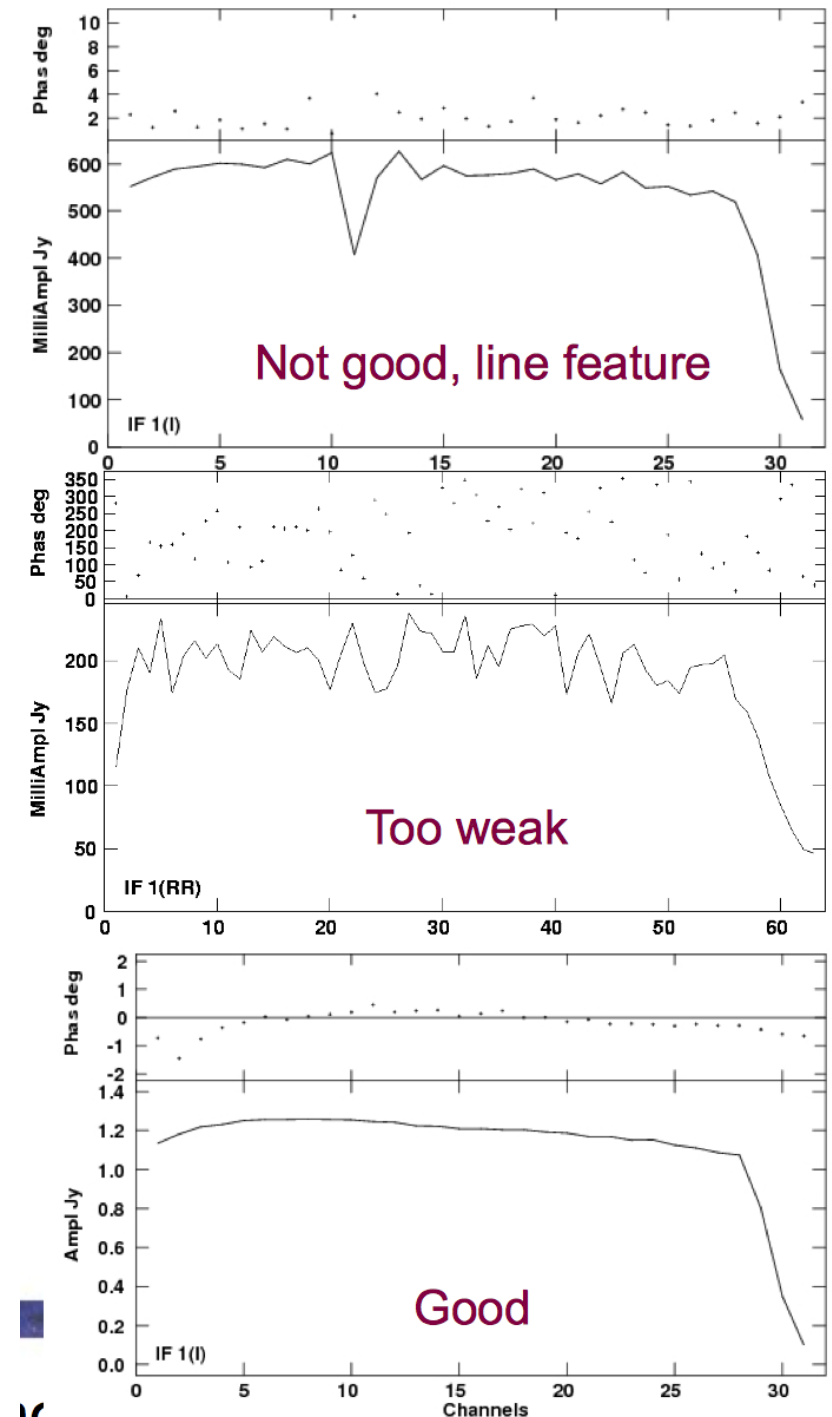 10
8
6
4
2
Phas deg
600
500
400
300
200
100
0
MilliAmpl Jy
Not good, line feature
IF 1(I)
0 5 10 15 20 25 30
350
300
250
200
150
100
50
0
Phas deg
200
150
100
50
0
MilliAmpl Jy
Too weak
IF 1(RR)
0 10 20 30 40 50 60
2
1
0
-1
-2
Phas deg
1.4
1.2
1.0
0.8
0.6
0.4
0.2
0.0
Ampl Jy
Good
IF 1(I)
0 5 10 15 20 25 30
Channels